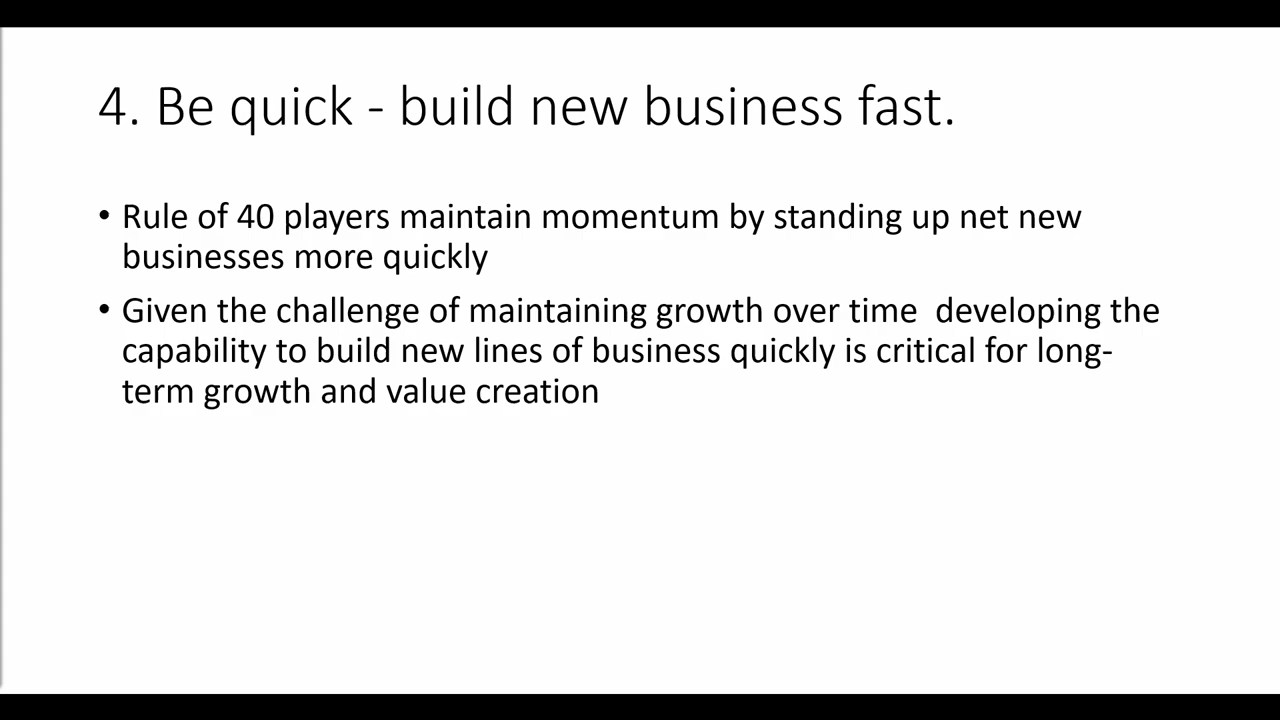 4. Be quick - build new business fast.
• Rule of 40 players maintain momentum by standing up net new
businesses more quickly
• Given the challenge of maintaining growth over time  developing the
capability to build new lines of business quickly is critical for long-
term growth and value creation